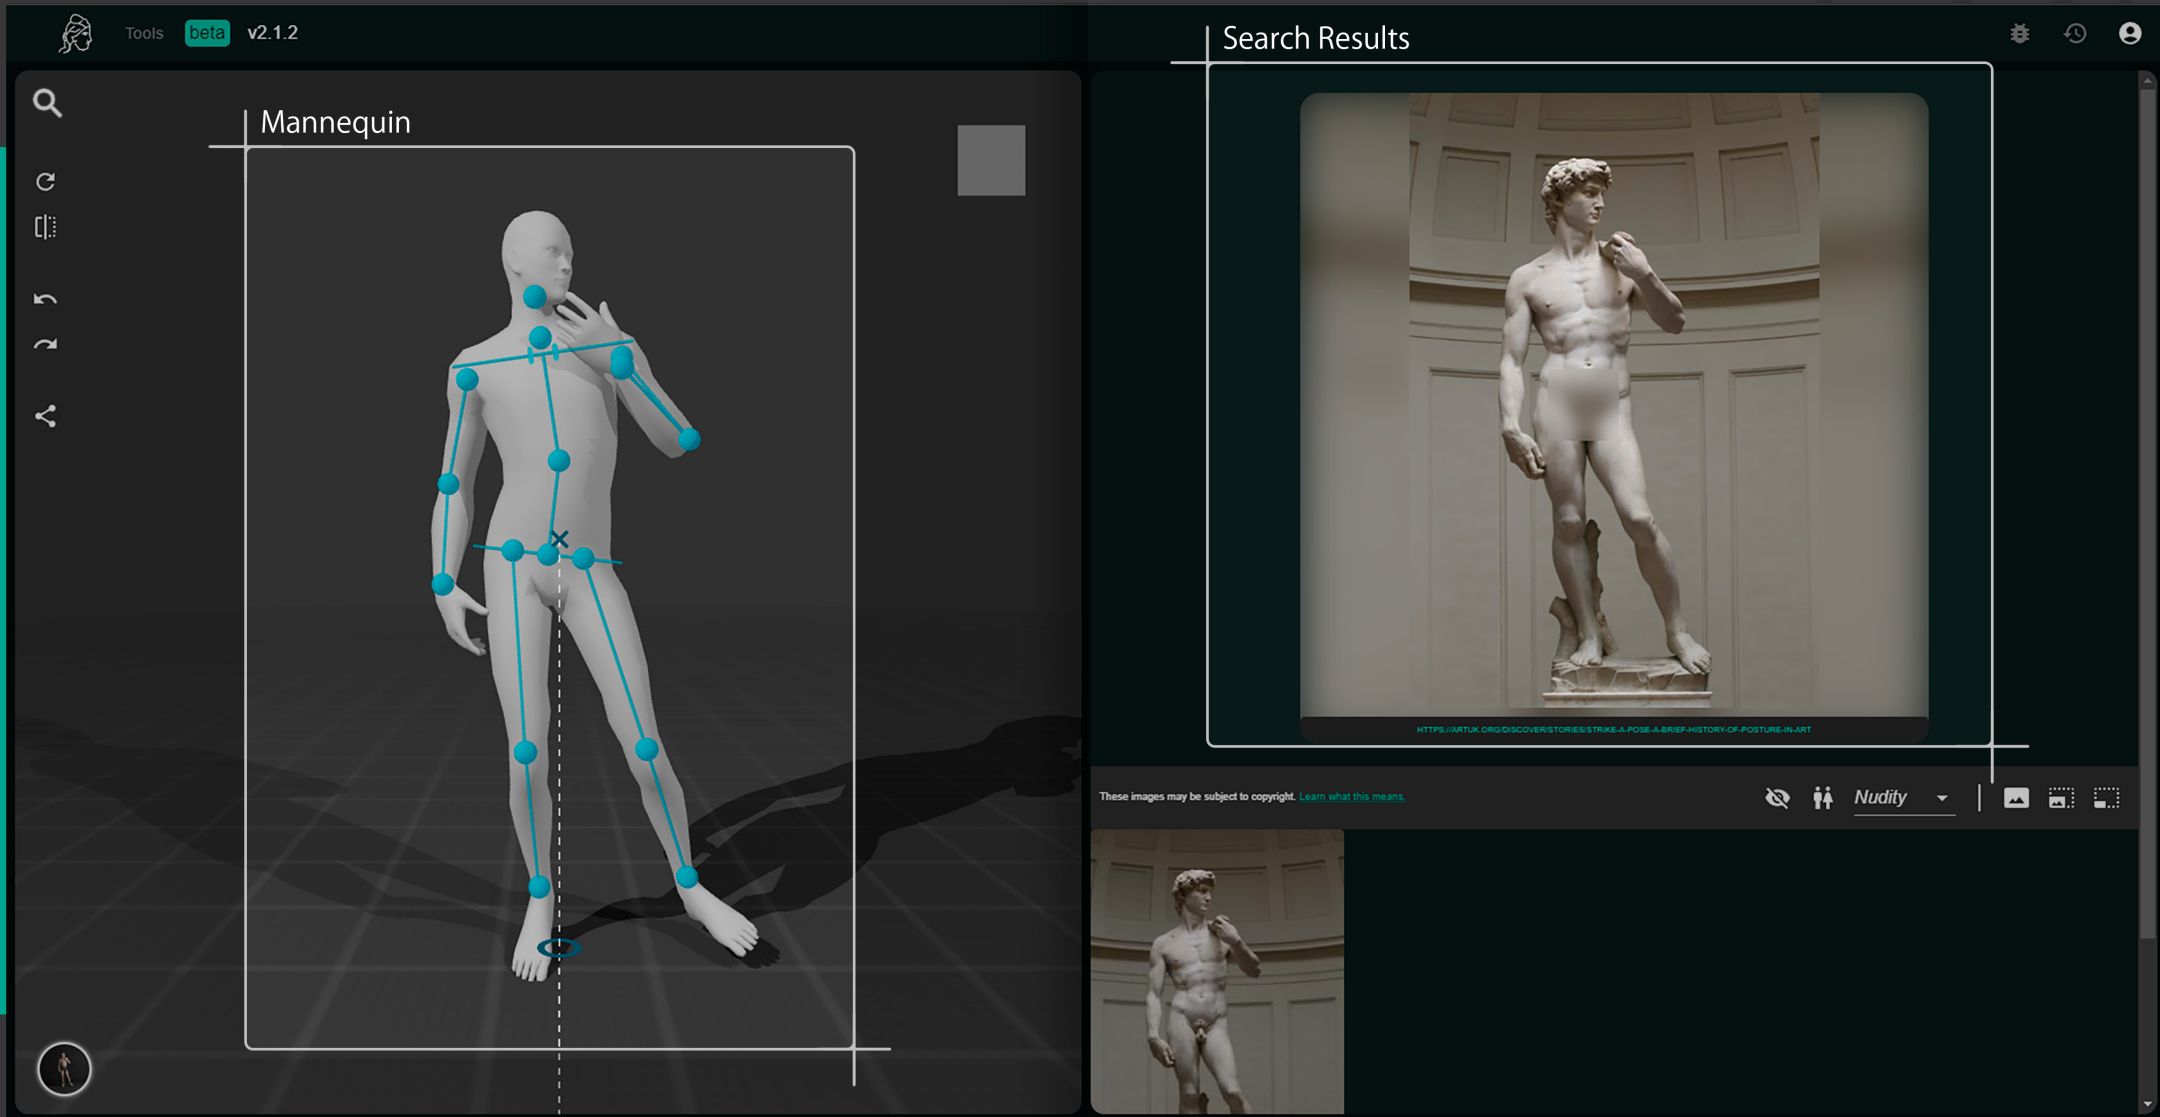 Tools beta v2.1.2
Search Results
Mannequin
HTTPS://ARTUK.ORG/DISCOVER/STORIES/STRIKE-A-POSE-A-BRIEF-HISTORY-OF-POSTURE-IN-ART
These images may be subject to copyright. Learn what this means.
Nudity